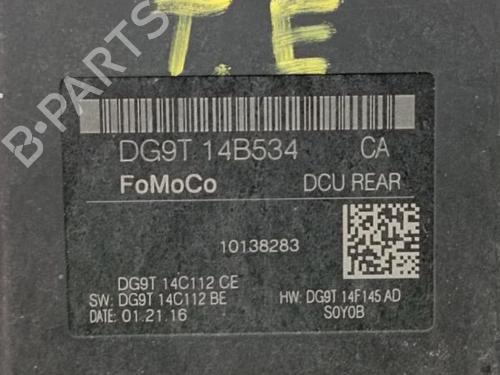 T.E
B-PARTS
DG9T 14B534 CA
FoMoCo DCU REAR
10138283
DG9T 14C112 CE
SW: DG9T 14C112 BE HW: DG9T 14F145 AD
DATE: 01.21.16 S0Y0B